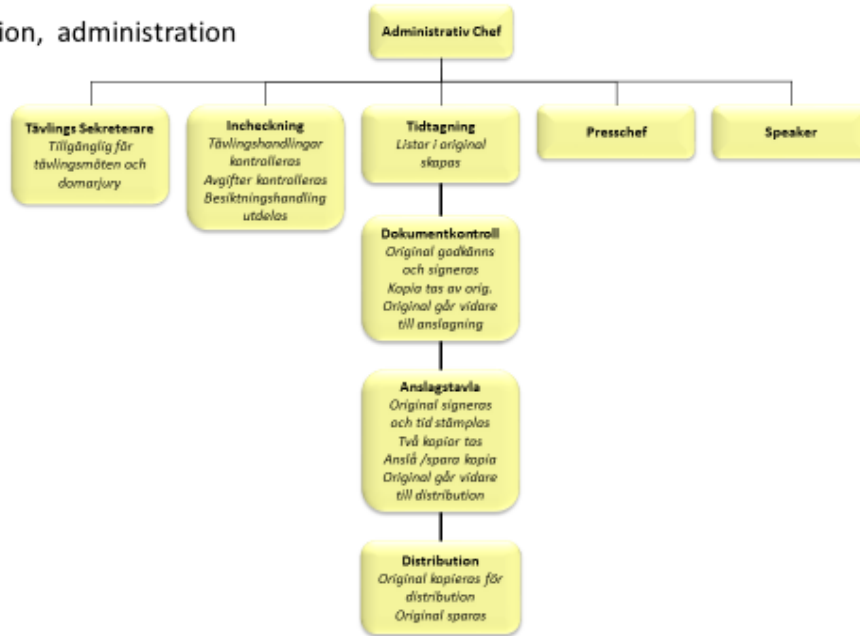 ion, administration
Administrativ Chef
Tävlings Sekreterare
Tillgänglig för
tävlingsmöten och
domarjury
Incheckning
Tävlingshandlingar
kontrolleras
Avgifter kontrolleras
Besiktningshandling
utdelas
Tidtagning
Listor i original
skapas
Presschef
Speaker
Dokumentkontroll
Original godkänns
och signeras
Kopia tas av orig.
Original går vidare
till anslagning
Anslagstavla
Original signeras
och tid stämplas
Två kopior tas
Anslå /spara kopia
Original går vidare
till distribution
Distribution
Original kopieras för
distribution
Original sparas